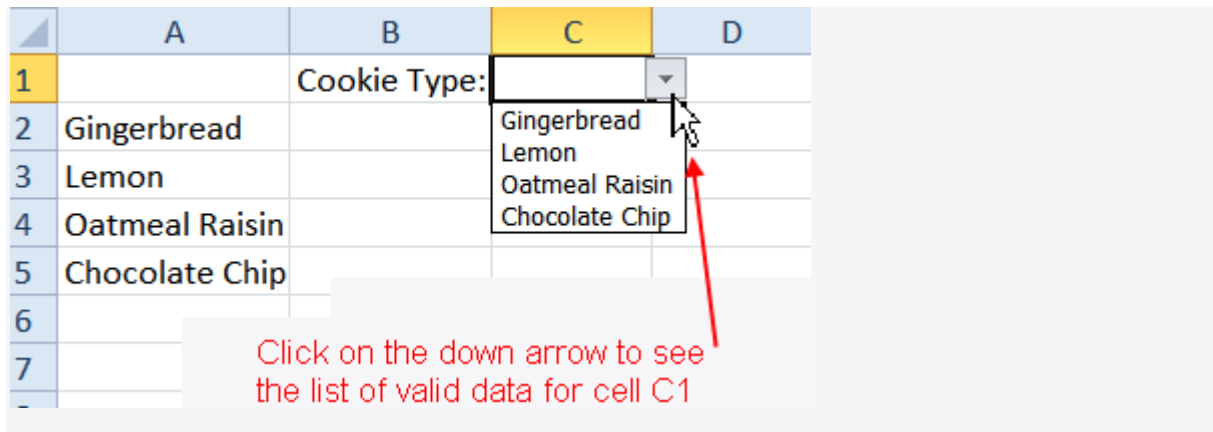 A B C D
1 Cookie Type:
2 Gingerbread Gingerbread
3 Lemon Lemon
Oatmeal Raisin
4 Oatmeal Raisin Chocolate Chip
5 Chocolate Chip
6
7
Click on the down arrow to see
the list of valid data for cell C1